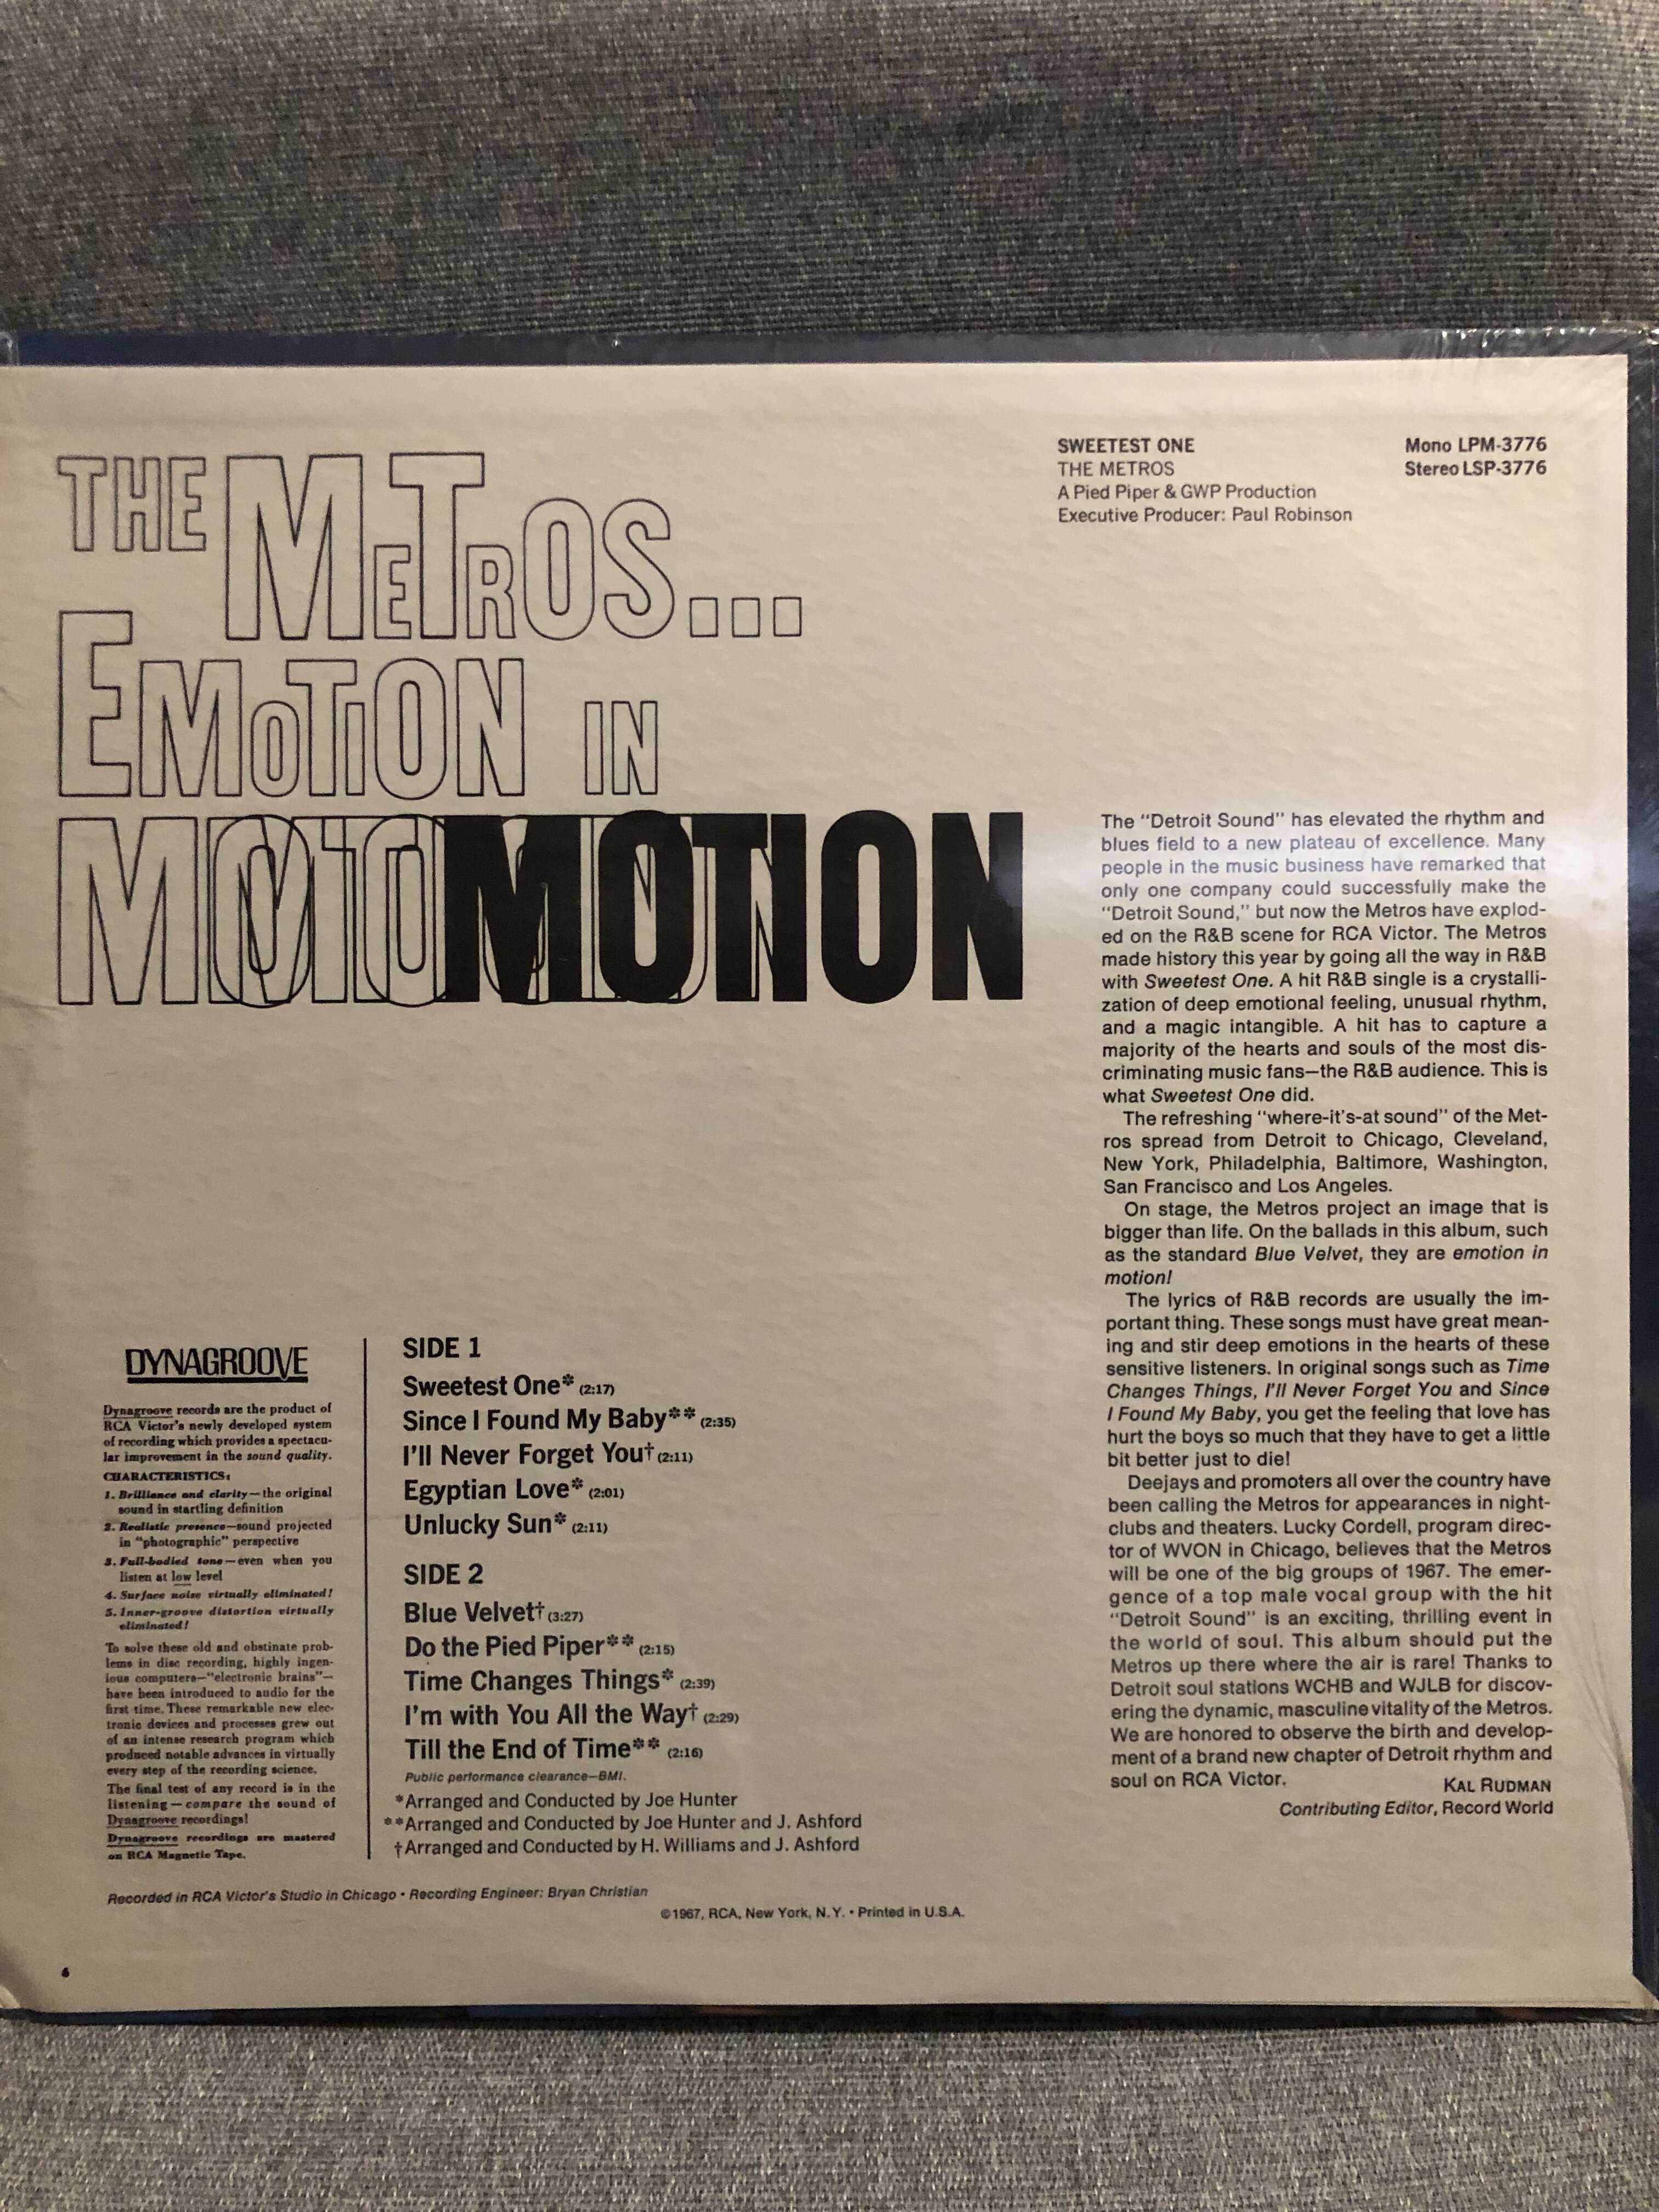 THE METROS...
EMOTION IN
MOTION
SWEETEST ONE
THE METROS
A Pied Piper & GWP Production
Executive Producer: Paul Robinson
Mono LPM-3776
Stereo LSP-3776
The "Detroit Sound" has elevated the rhythm and
blues field to a new plateau of excellence. Many
people in the music business have remarked that
only one company could successfully make the
"Detroit Sound," but now the Metros have explod-
ed on the R&B scene for RCA Victor. The Metros
made history this year by going all the way in R&B
with Sweetest One. A hit R&B single is a crystalli-
zation of deep emotional feeling, unusual rhythm,
and a magic intangible. A hit has to capture a
majority of the hearts and souls of the most dis-
criminating music fans—the R&B audience. This is
what Sweetest One did.
The refreshing "where-it's-at sound" of the Met-
ros spread from Detroit to Chicago, Cleveland,
New York, Philadelphia, Baltimore, Washington,
San Francisco and Los Angeles.
On stage, the Metros project an image that is
bigger than life. On the ballads in this album, such
as the standard Blue Velvet, they are emotion in
motion!
The lyrics of R&B records are usually the im-
portant thing. These songs must have great mean-
ing and stir deep emotions in the hearts of these
sensitive listeners. In original songs such as Time
Changes Things, I'll Never Forget You and Since
I Found My Baby, you get the feeling that love has
hurt the boys so much that they have to get a little
bit better just to die!
Deejays and promoters all over the country have
been calling the Metros for appearances in night-
clubs and theaters. Lucky Cordell, program direc-
tor of WVON in Chicago, believes that the Metros
will be one of the big groups of 1967. The emer-
gence of a top male vocal group with the hit
"Detroit Sound" is an exciting, thrilling event in
the world of soul. This album should put the
Metros up there where the air is rare! Thanks to
Detroit soul stations WCHB and WJLB for discov-
ering the dynamic, masculine vitality of the Metros.
We are honored to observe the birth and develop-
ment of a brand new chapter of Detroit rhythm and
soul on RCA Victor.
KAL RUDMAN
Contributing Editor, Record World
DYNAGROOVE
Dynagroove records are the product of
RCA Victor's newly developed system
of recording which provides a spectacu-
lar improvement in the sound quality.
CHARACTERISTICS:
1. Brilliance and clarity—the original
sound in startling definition
2. Realistic presence—sound projected
in "photographic" perspective
3. Full-bodied tone—even when you
listen at low level
4. Surface noise virtually eliminated!
5. Inner-groove distortion virtually
eliminated!
To solve these old and obstinate prob-
lems in disc recording, highly ingen-
ious computers—"electronic brains"—
have been introduced to audio for the
first time. These remarkable new elec-
tronic devices and processes grew out
of an intense research program which
produced notable advances in virtually
every step of the recording science.
The final test of any record is in the
listening—compare the sound of
Dynagroove recordings!
Dynagroove recordings are mastered
on RCA Magnetic Tape.
SIDE 1
Sweetest One* (2:17)
Since I Found My Baby** (2:35)
I'll Never Forget You† (2:11)
Egyptian Love* (2:01)
Unlucky Sun* (2:11)
SIDE 2
Blue Velvet† (3:27)
Do the Pied Piper** (2:15)
Time Changes Things* (2:39)
I'm with You All the Way† (2:29)
Till the End of Time** (2:16)
Public performance clearance—BMI.
*Arranged and Conducted by Joe Hunter
**Arranged and Conducted by Joe Hunter and J. Ashford
†Arranged and Conducted by H. Williams and J. Ashford
Recorded in RCA Victor's Studio in Chicago • Recording Engineer: Bryan Christian
©1967, RCA, New York, N.Y. • Printed in U.S.A.